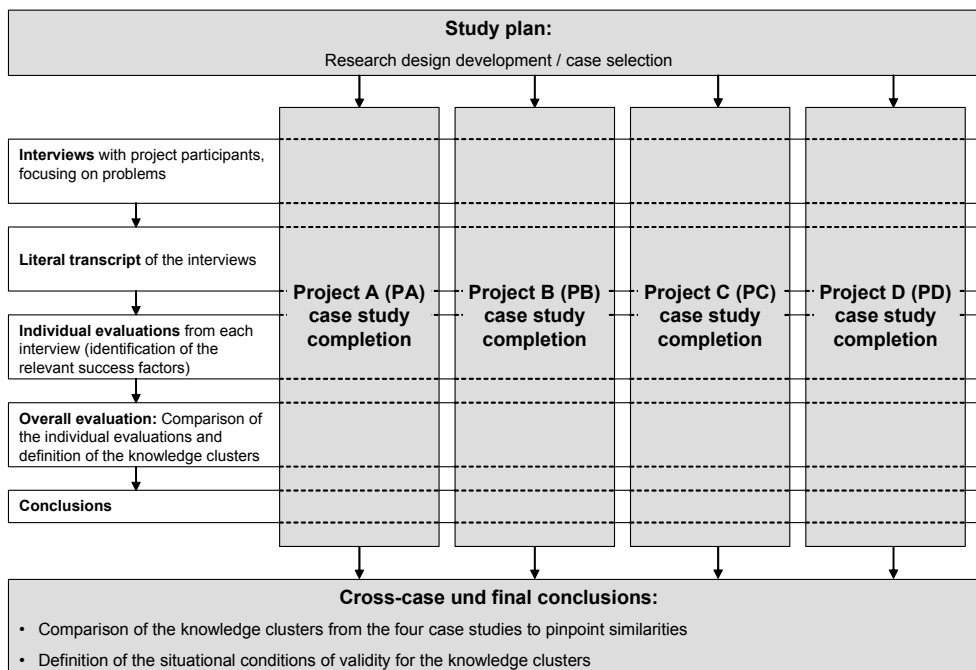 Study plan:
Research design development / case selection
Interviews with project participants,
focusing on problems
Literal transcript of the interviews
Individual evaluations from each
interview (identification of the
relevant success factors)
Overall evaluation: Comparison of
the individual evaluations and
definition of the knowledge clusters
Conclusions
Project A (PA)
case study
completion
Project B (PB)
case study
completion
Project C (PC)
case study
completion
Project D (PD)
case study
completion
Cross-case und final conclusions:
• Comparison of the knowledge clusters from the four case studies to pinpoint similarities
• Definition of the situational conditions of validity for the knowledge clusters